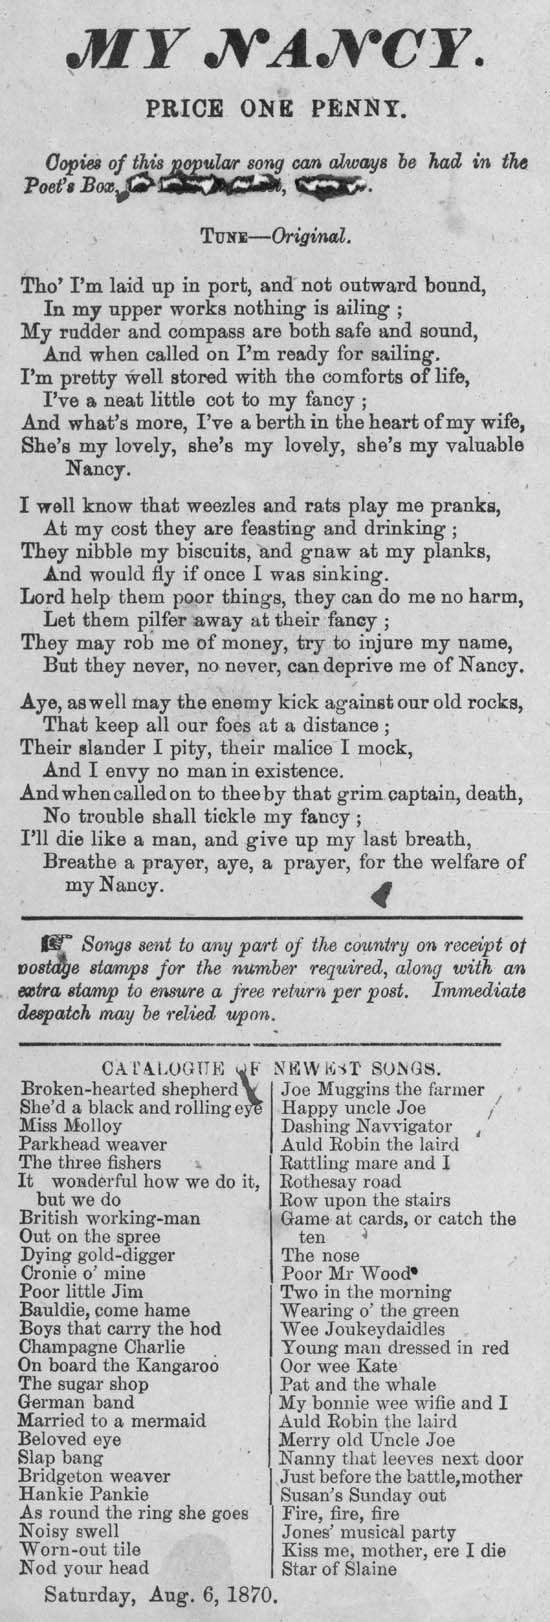 MY NANCY.
PRICE ONE PENNY.
Copies of this popular song can always be had in the
Poet's Box,
TUNE—Original.
Tho' I'm laid up in port, and not outward bound,
In my upper works nothing is ailing ;
My rudder and compass are both safe and sound,
And when called on I'm ready for sailing.
I'm pretty well stored with the comforts of life,
I've a neat little cot to my fancy ;
And what's more, I've a berth in the heart of my wife,
She's my lovely, she's my lovely, she's my valuable
Nancy.
I well know that weezles and rats play me pranks,
At my cost they are feasting and drinking ;
They nibble my biscuits, and gnaw at my planks,
And would fly if once I was sinking.
Lord help them poor things, they can do me no harm,
Let them pilfer away at their fancy ;
They may rob me of money, try to injure my name,
But they never, no never, can deprive me of Nancy.
Aye, as well may the enemy kick against our old rocks,
That keep all our foes at a distance ;
Their slander I pity, their malice I mock,
And I envy no man in existence.
And when called on to thee by that grim captain, death,
No trouble shall tickle my fancy ;
I'll die like a man, and give up my last breath,
Breathe a prayer, aye, a prayer, for the welfare of
my Nancy.
☞ Songs sent to any part of the country on receipt of
postage stamps for the number required, along with an
extra stamp to ensure a free return per post. Immediate
despatch may be relied upon.
CATALOGUE OF NEWEST SONGS.
Broken-hearted shepherd
She'd a black and rolling eye
Miss Molloy
Parkhead weaver
The three fishers
It wonderful how we do it,
but we do
British working-man
Out on the spree
Dying gold-digger
Cronie o' mine
Poor little Jim
Bauldie, come hame
Boys that carry the hod
Champagne Charlie
On board the Kangaroo
The sugar shop
German band
Married to a mermaid
Beloved eye
Slap bang
Bridgeton weaver
Hankie Pankie
As round the ring she goes
Noisy swell
Worn-out tile
Nod your head
Joe Muggins the farmer
Happy uncle Joe
Dashing Navvigator
Auld Robin the laird
Rattling mare and I
Rothesay road
Row upon the stairs
Game at cards, or catch the
ten
The nose
Poor Mr Wood
Two in the morning
Wearing o' the green
Wee Joukeydaidles
Young man dressed in red
Oor wee Kate
Pat and the whale
My bonnie wee wifie and I
Auld Robin the laird
Merry old Uncle Joe
Nanny that leeves next door
Just before the battle, mother
Susan's Sunday out
Fire, fire, fire
Jones' musical party
Kiss me, mother, ere I die
Star of Slaine
Saturday, Aug. 6, 1870.